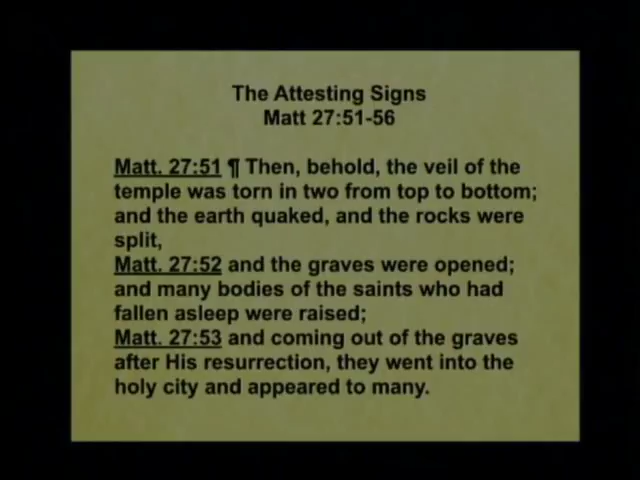 The Attesting Signs
Matt 27:51-56
Matt. 27:51 ¶ Then, behold, the veil of the
temple was torn in two from top to bottom;
and the earth quaked, and the rocks were
split,
Matt. 27:52 and the graves were opened;
and many bodies of the saints who had
fallen asleep were raised;
Matt. 27:53 and coming out of the graves
after His resurrection, they went into the
holy city and appeared to many.